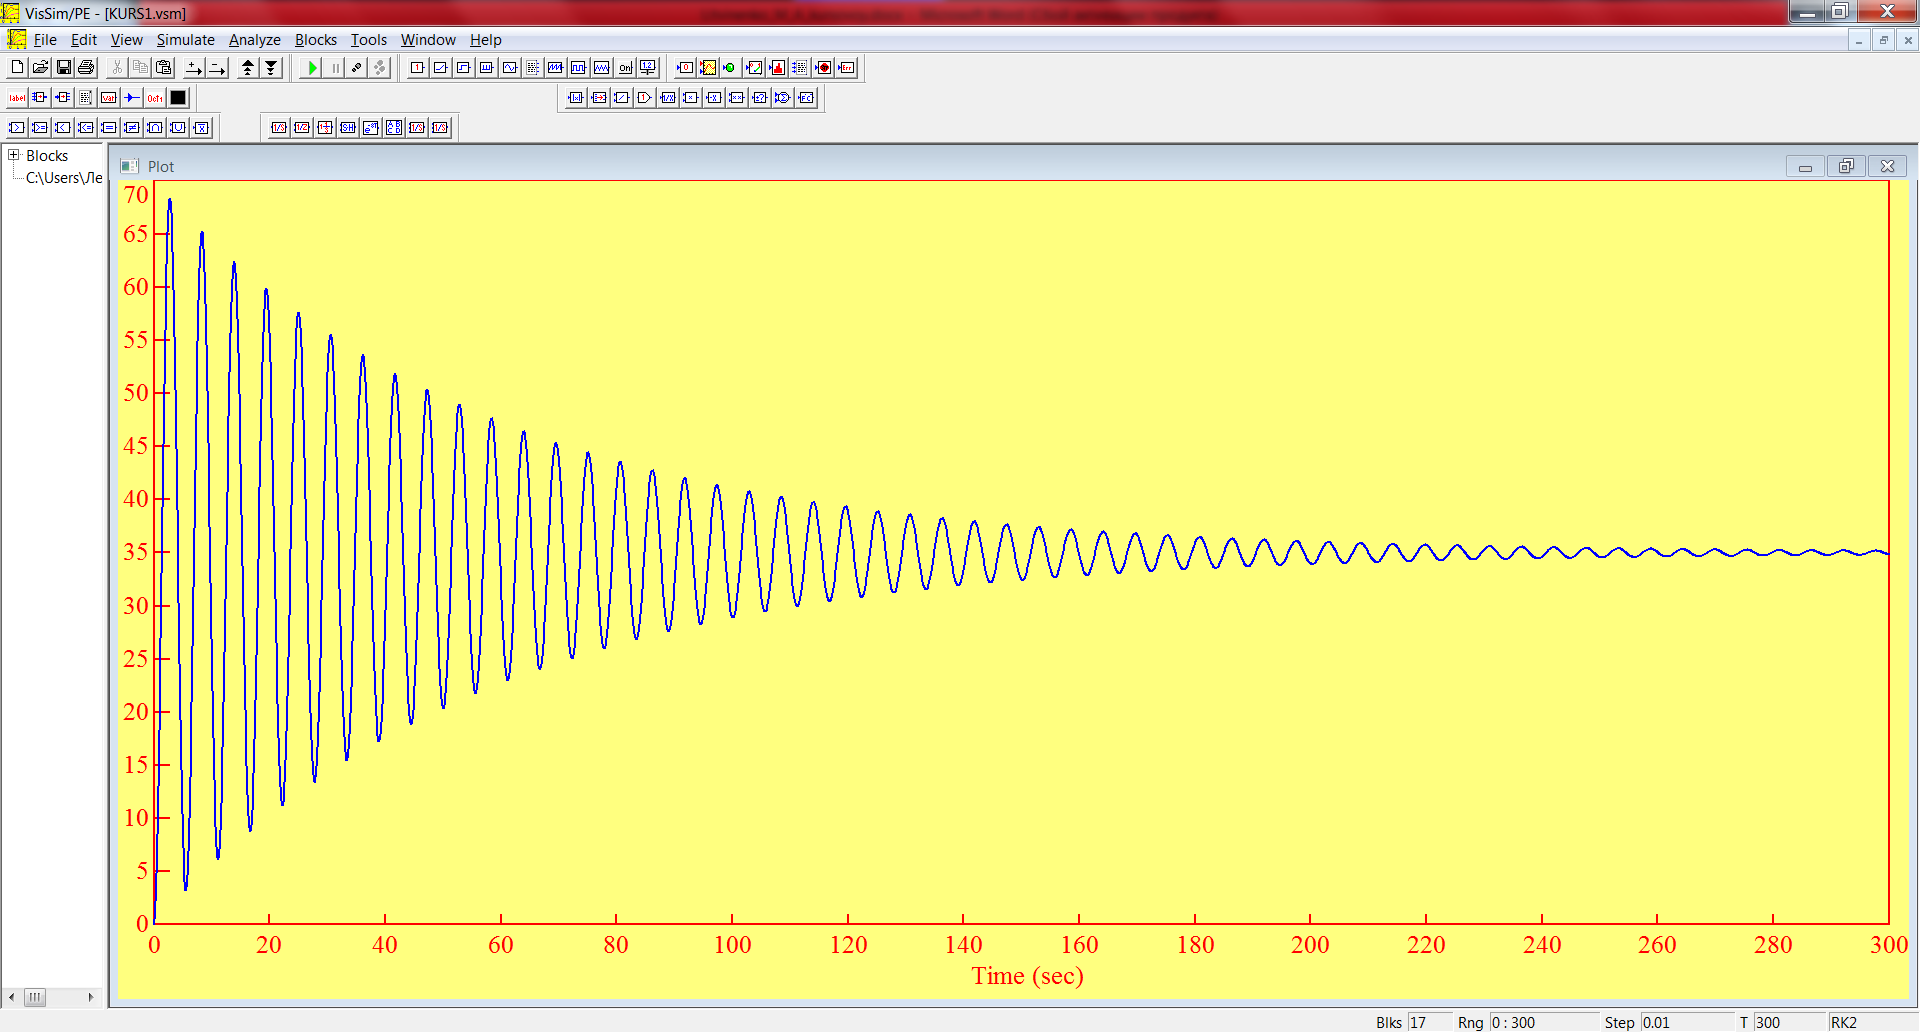 VisSim/PE - [KURS1.vsm]
File Edit View Simulate Analyze Blocks Tools Window Help
Blocks
C:\Users\Ле
Plot
70
65
60
55
50
45
40
35
30
25
20
15
10
5
0
0 20 40 60 80 100 120 140 160 180 200 220 240 260 280 300
Time (sec)
Blks 17 Rng 0 : 300 Step 0.01 T 300 RK2